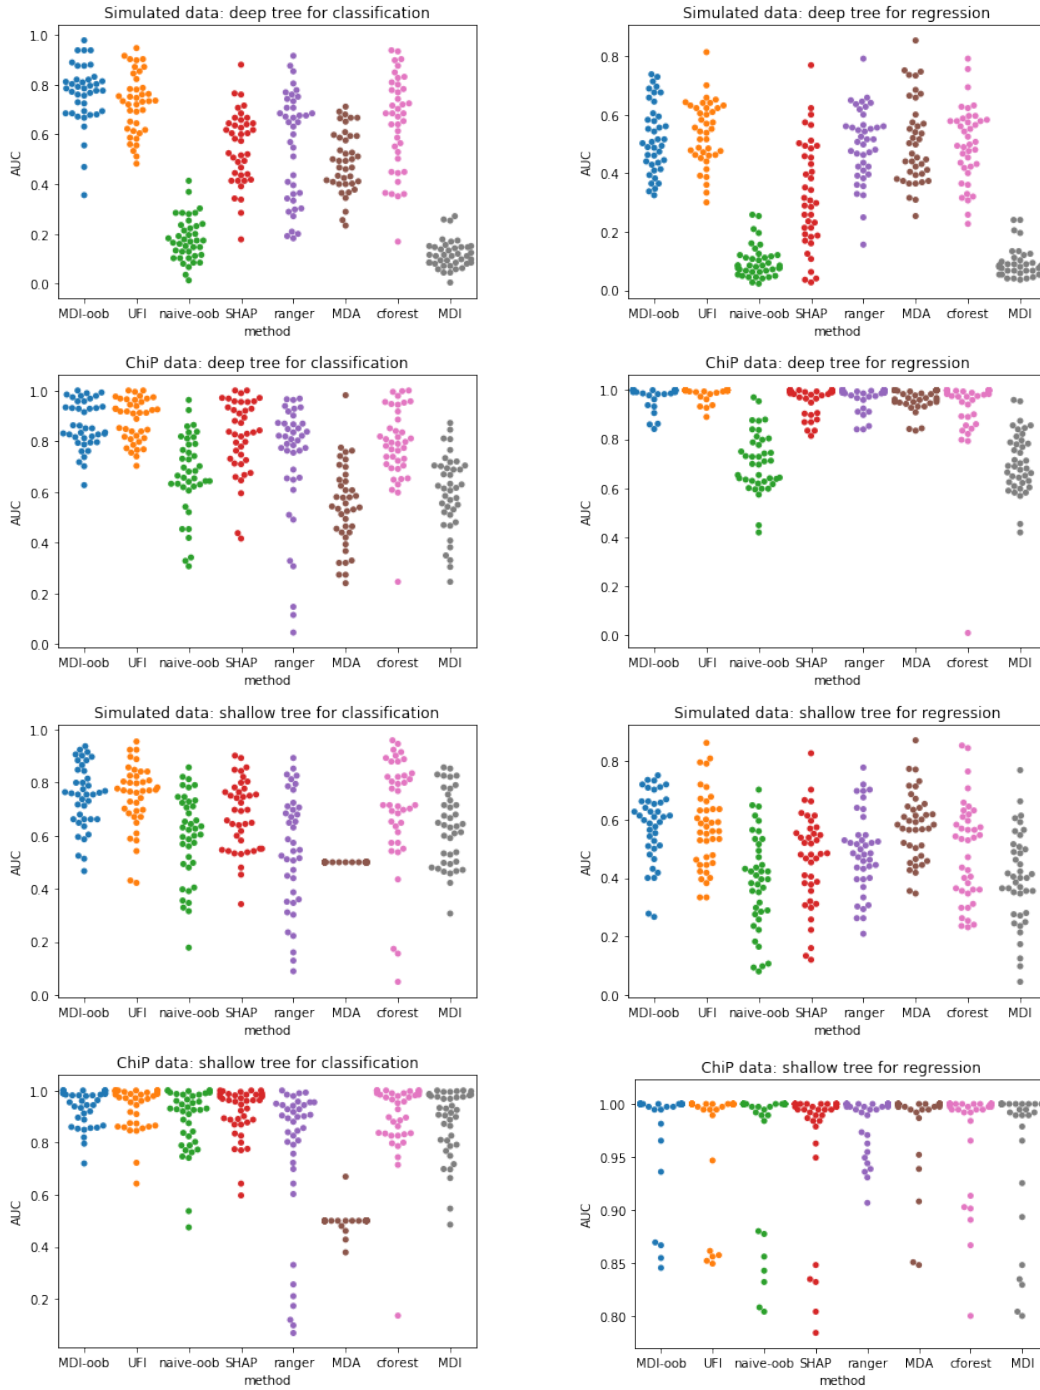 Simulated data: deep tree for classification
1.0
0.8
0.6
0.4
0.2
0.0
AUC
MDI-oob UFI naive-oob SHAP ranger MDA cforest MDI
method
Simulated data: deep tree for regression
0.8
0.6
0.4
0.2
0.0
AUC
MDI-oob UFI naive-oob SHAP ranger MDA cforest MDI
method
ChiP data: deep tree for classification
1.0
0.8
0.6
0.4
0.2
0.0
AUC
MDI-oob UFI naive-oob SHAP ranger MDA cforest MDI
method
ChiP data: deep tree for regression
1.0
0.8
0.6
0.4
0.2
0.0
AUC
MDI-oob UFI naive-oob SHAP ranger MDA cforest MDI
method
Simulated data: shallow tree for classification
1.0
0.8
0.6
0.4
0.2
0.0
AUC
MDI-oob UFI naive-oob SHAP ranger MDA cforest MDI
method
Simulated data: shallow tree for regression
0.8
0.6
0.4
0.2
0.0
AUC
MDI-oob UFI naive-oob SHAP ranger MDA cforest MDI
method
ChiP data: shallow tree for classification
1.0
0.8
0.6
0.4
0.2
AUC
MDI-oob UFI naive-oob SHAP ranger MDA cforest MDI
method
ChiP data: shallow tree for regression
1.00
0.95
0.90
0.85
0.80
AUC
MDI-oob UFI naive-oob SHAP ranger MDA cforest MDI
method